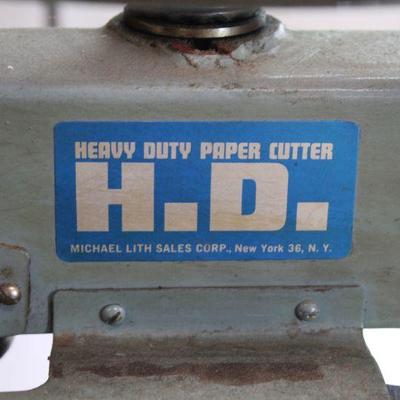 HEAVY DUTY PAPER CUTTER
H.D.
MICHAEL LITH SALES CORP., New York 36, N. Y.